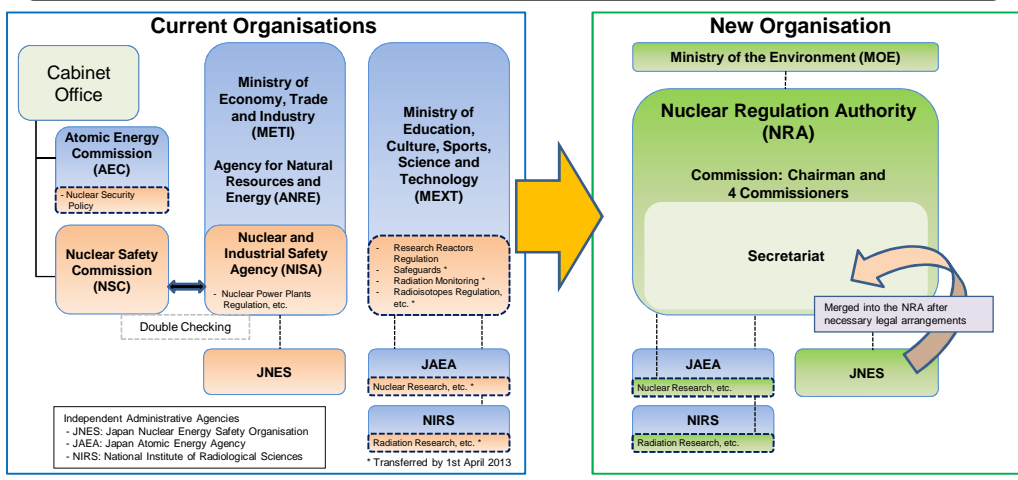 Current Organisations
Cabinet
Office
Atomic Energy
Commission
(AEC)
- Nuclear Security
Policy
Nuclear Safety
Commission
(NSC)
Ministry of
Economy, Trade
and Industry
(METI)
Agency for Natural
Resources and
Energy (ANRE)
Nuclear and
Industrial Safety
Agency (NISA)
- Nuclear Power Plants
Regulation, etc.
Double Checking
JNES
Ministry of
Education,
Culture, Sports,
Science and
Technology
(MEXT)
- Research Reactors
Regulation
- Safeguards *
- Radiation Monitoring *
- Radioisotopes Regulation,
etc. *
JAEA
Nuclear Research, etc. *
NIRS
Radiation Research, etc. *
* Transferred by 1st April 2013
Independent Administrative Agencies
- JNES: Japan Nuclear Energy Safety Organisation
- JAEA: Japan Atomic Energy Agency
- NIRS: National Institute of Radiological Sciences
New Organisation
Ministry of the Environment (MOE)
Nuclear Regulation Authority
(NRA)
Commission: Chairman and
4 Commissioners
Secretariat
Merged into the NRA after
necessary legal arrangements
JAEA
Nuclear Research, etc.
NIRS
Radiation Research, etc.
JNES